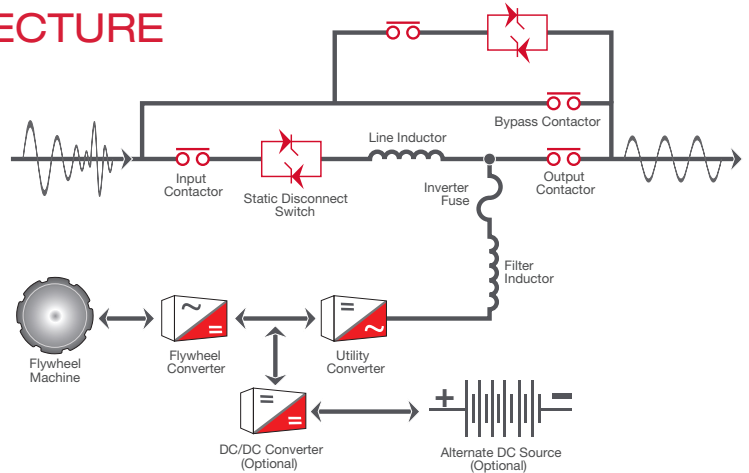 ECTURE
Bypass Contactor
Line Inductor
Input
Contactor
Static Disconnect
Switch
Inverter
Fuse
Output
Contactor
Filter
Inductor
Flywheel
Machine
Flywheel
Converter
Utility
Converter
+
−
DC/DC Converter
(Optional)
Alternate DC Source
(Optional)